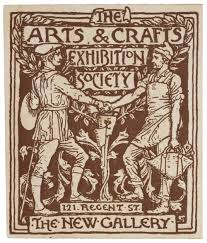 THE
ARTS & CRAFTS
EXHIBITION
SOCIETY
121. REGENT ST.
THE NEW GALLERY